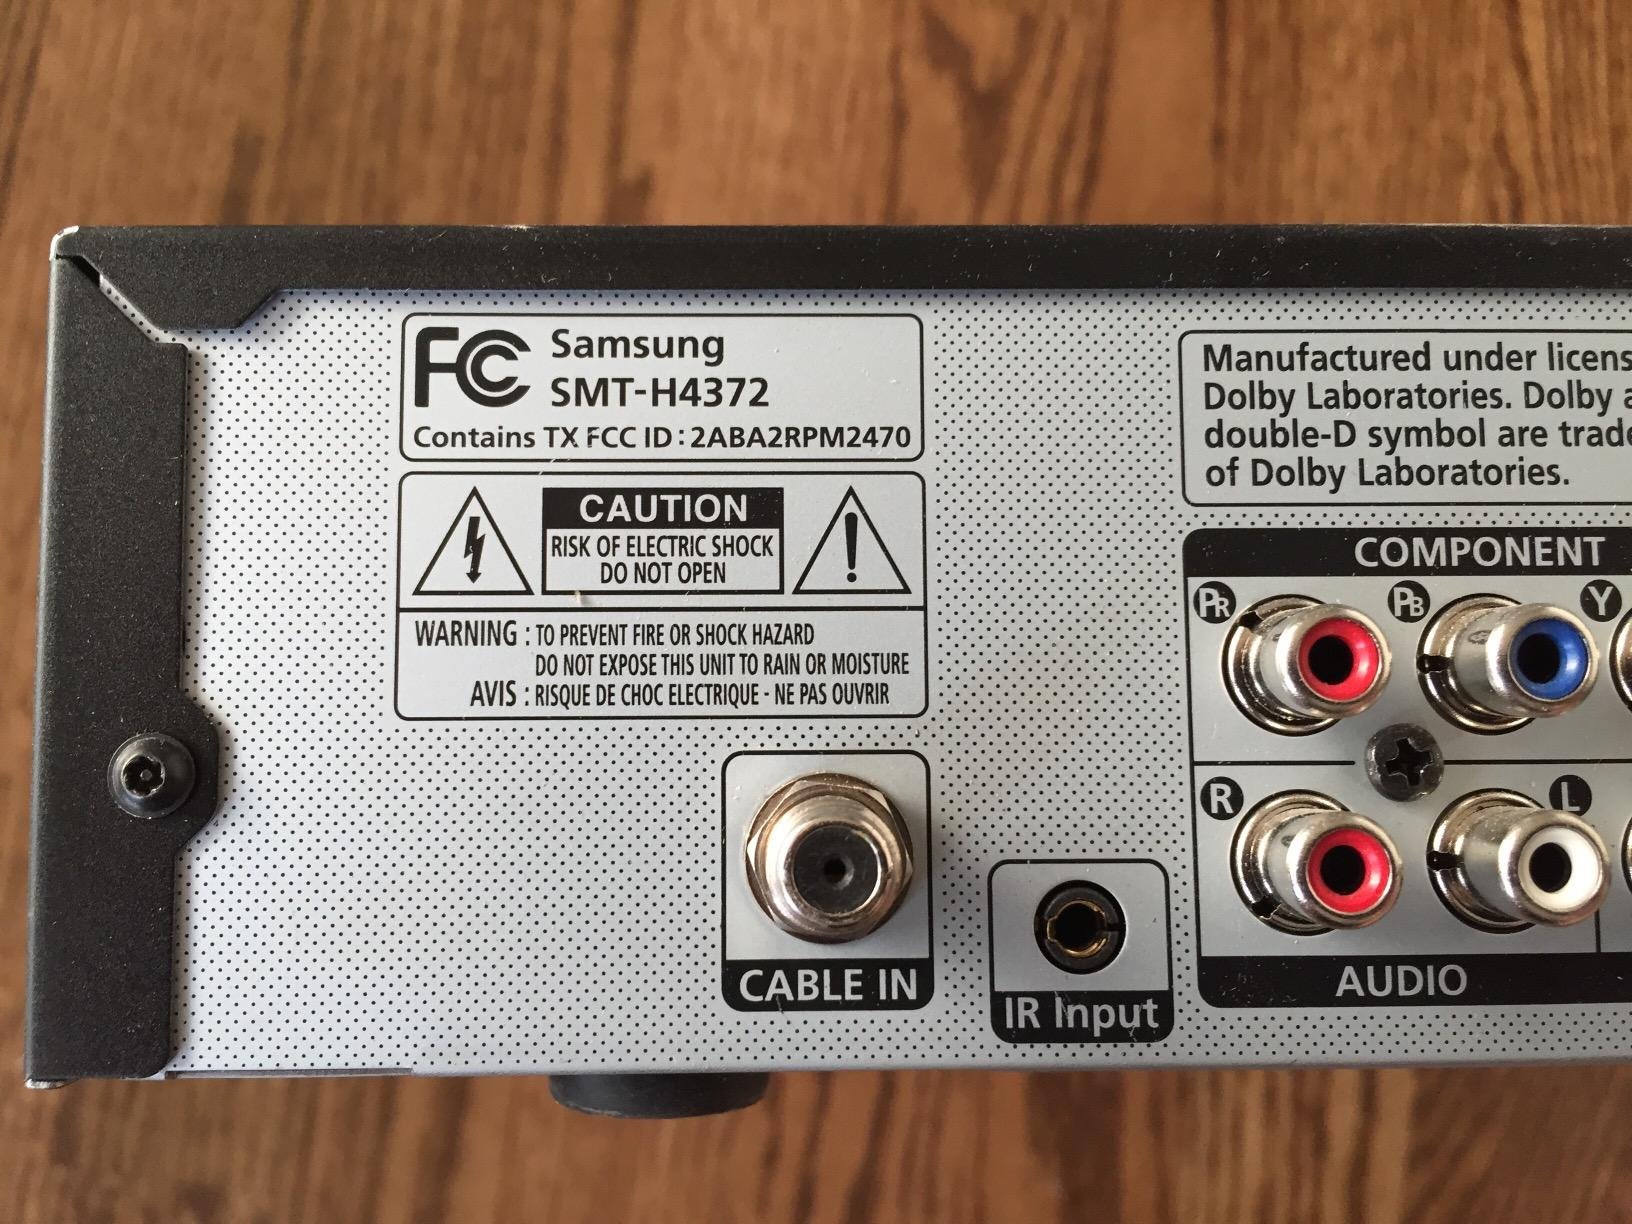 FCC Samsung
SMT-H4372
Contains TX FCC ID : 2ABA2RPM2470
CAUTION
RISK OF ELECTRIC SHOCK
DO NOT OPEN
WARNING : TO PREVENT FIRE OR SHOCK HAZARD
DO NOT EXPOSE THIS UNIT TO RAIN OR MOISTURE
AVIS : RISQUE DE CHOC ELECTRIQUE - NE PAS OUVRIR
CABLE IN
IR Input
Manufactured under
Dolby Laboratories. Dolby
double-D symbol are
of Dolby Laboratories.
COMPONENT
PR PB Y
R L
AUDIO